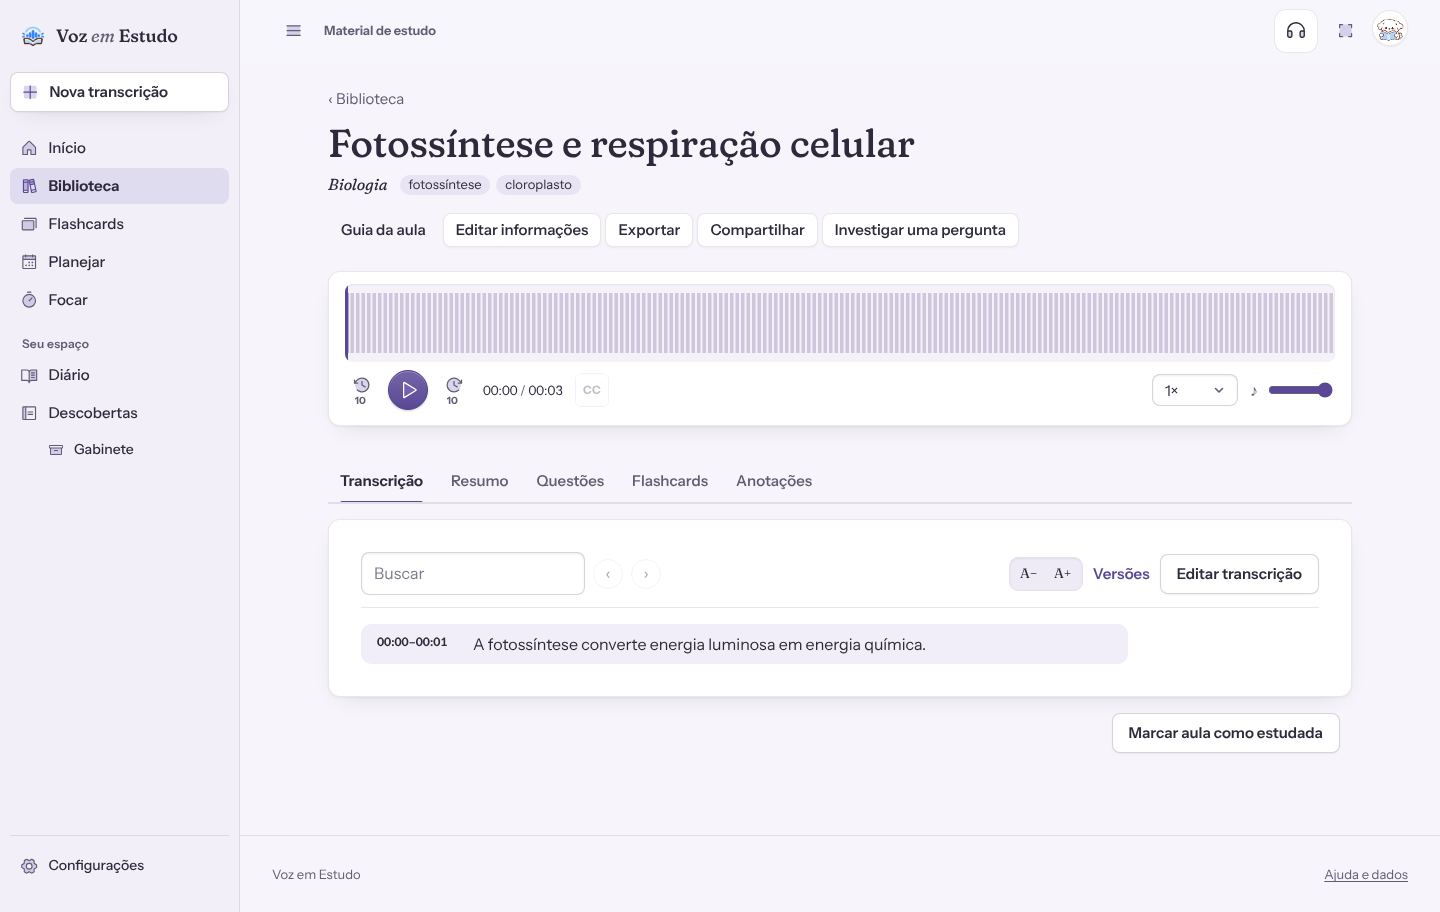 Voz em Estudo
Nova transcrição
Início
Biblioteca
Flashcards
Planejar
Focar
Seu espaço
Diário
Descobertas
Gabinete
Configurações
Material de estudo
‹ Biblioteca
Fotossíntese e respiração celular
Biologia fotossíntese cloroplasto
Guia da aula Editar informações Exportar Compartilhar Investigar uma pergunta
10 10 00:00 / 00:03 CC 1× ♪
Transcrição Resumo Questões Flashcards Anotações
Buscar ‹ › A− A+ Versões Editar transcrição
00:00–00:01 A fotossíntese converte energia luminosa em energia química.
Marcar aula como estudada
Voz em Estudo Ajuda e dados